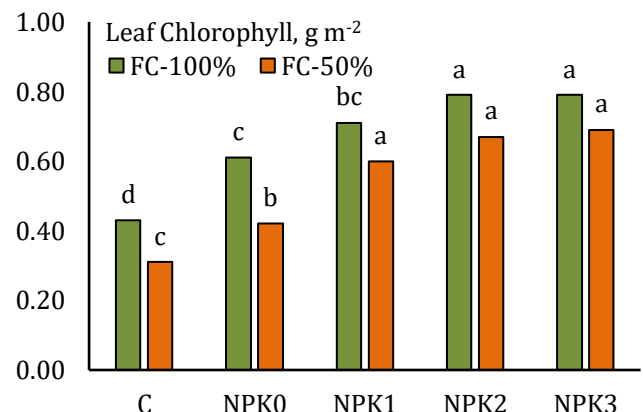 1.00
Leaf Chlorophyll, g m-2
FC-100% FC-50%
0.80
0.60
0.40
0.20
0.00
d c c b bc a a a a a
C NPK0 NPK1 NPK2 NPK3